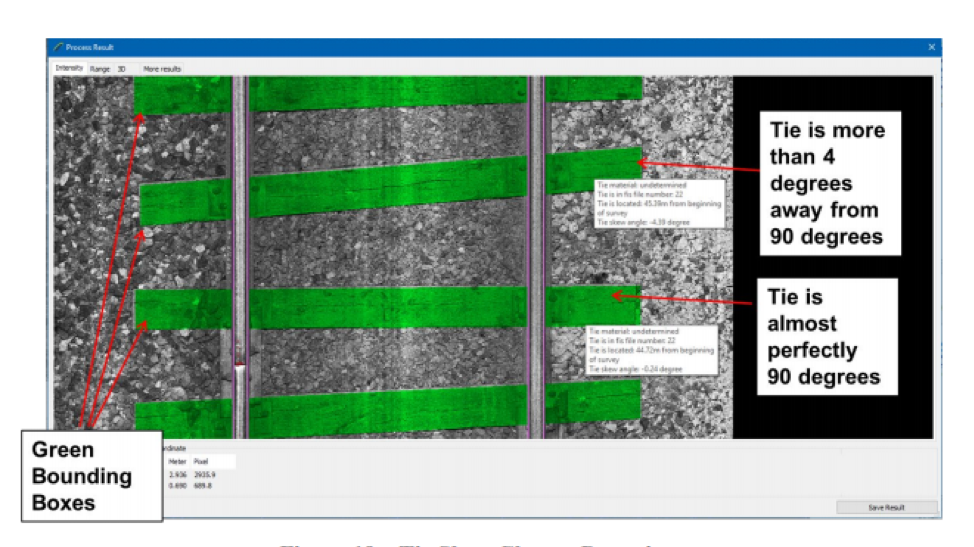 Process Result
Intensity Range 3D More results
Tie is more
than 4
degrees
away from
90 degrees
Tie material: undetermined
Tie is in fis file number: 22
Tie is located: 45.39m from beginning
of survey
Tie skew angle: -4.39 degree
Tie is
almost
perfectly
90 degrees
Tie material: undetermined
Tie is in fis file number: 22
Tie is located: 44.72m from beginning
of survey
Tie skew angle: -0.24 degree
Green
Bounding
Boxes
ordinate
Meter Pixel
2.936 2935.9
0.690 689.8
Save Result